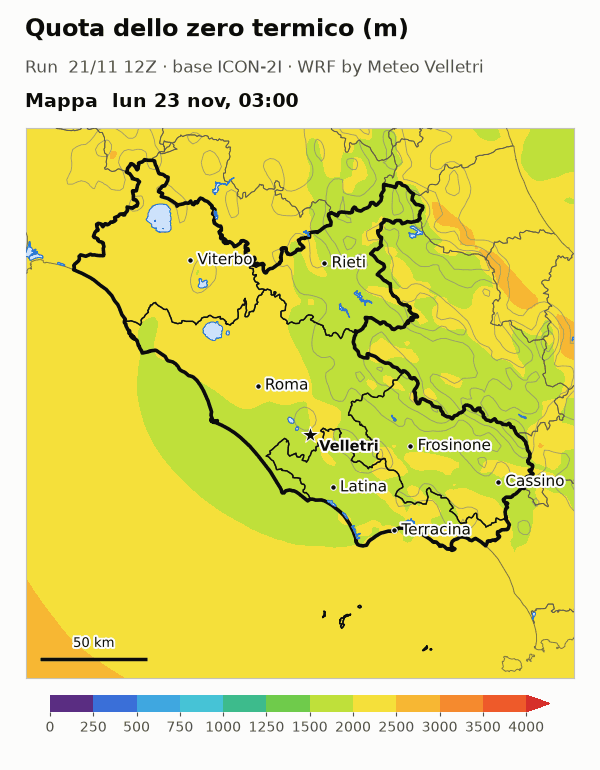 Quota dello zero termico (m)
Run 21/11 12Z · base ICON-2I · WRF by Meteo Velletri
Mappa lun 23 nov, 03:00
Viterbo
Rieti
Roma
Velletri
Frosinone
Latina
Cassino
Terracina
50 km
0 250 500 750 1000 1250 1500 2000 2500 3000 3500 4000